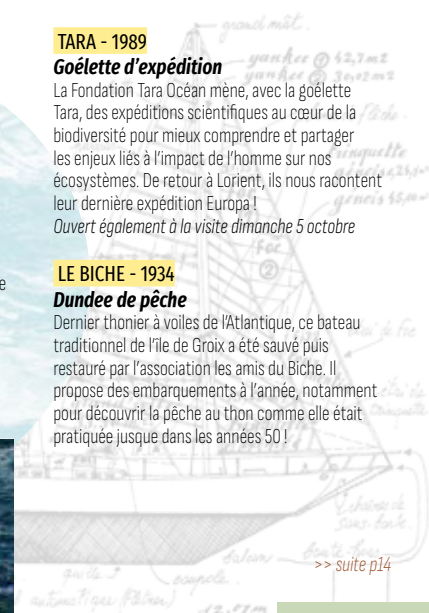 grand mât.
TARA - 1989
Goélette d'expédition
La Fondation Tara Océan mène, avec la goélette
Tara, des expéditions scientifiques au cœur de la
biodiversité pour mieux comprendre et partager
les enjeux liés à l'impact de l'homme sur nos
écosystèmes. De retour à Lorient, ils nous racontent
leur dernière expédition Europa !
Ouvert également à la visite dimanche 5 octobre
e
LE BICHE - 1934
Dundee de pêche
Dernier thonier à voiles de l'Atlantique, ce bateau
traditionnel de l'île de Groix a été sauvé puis
restauré par l'association les amis du Biche. Il
propose des embarquements à l'année, notamment
pour découvrir la pêche au thon comme elle était
pratiquée jusque dans les années 50 !
>> suite p14